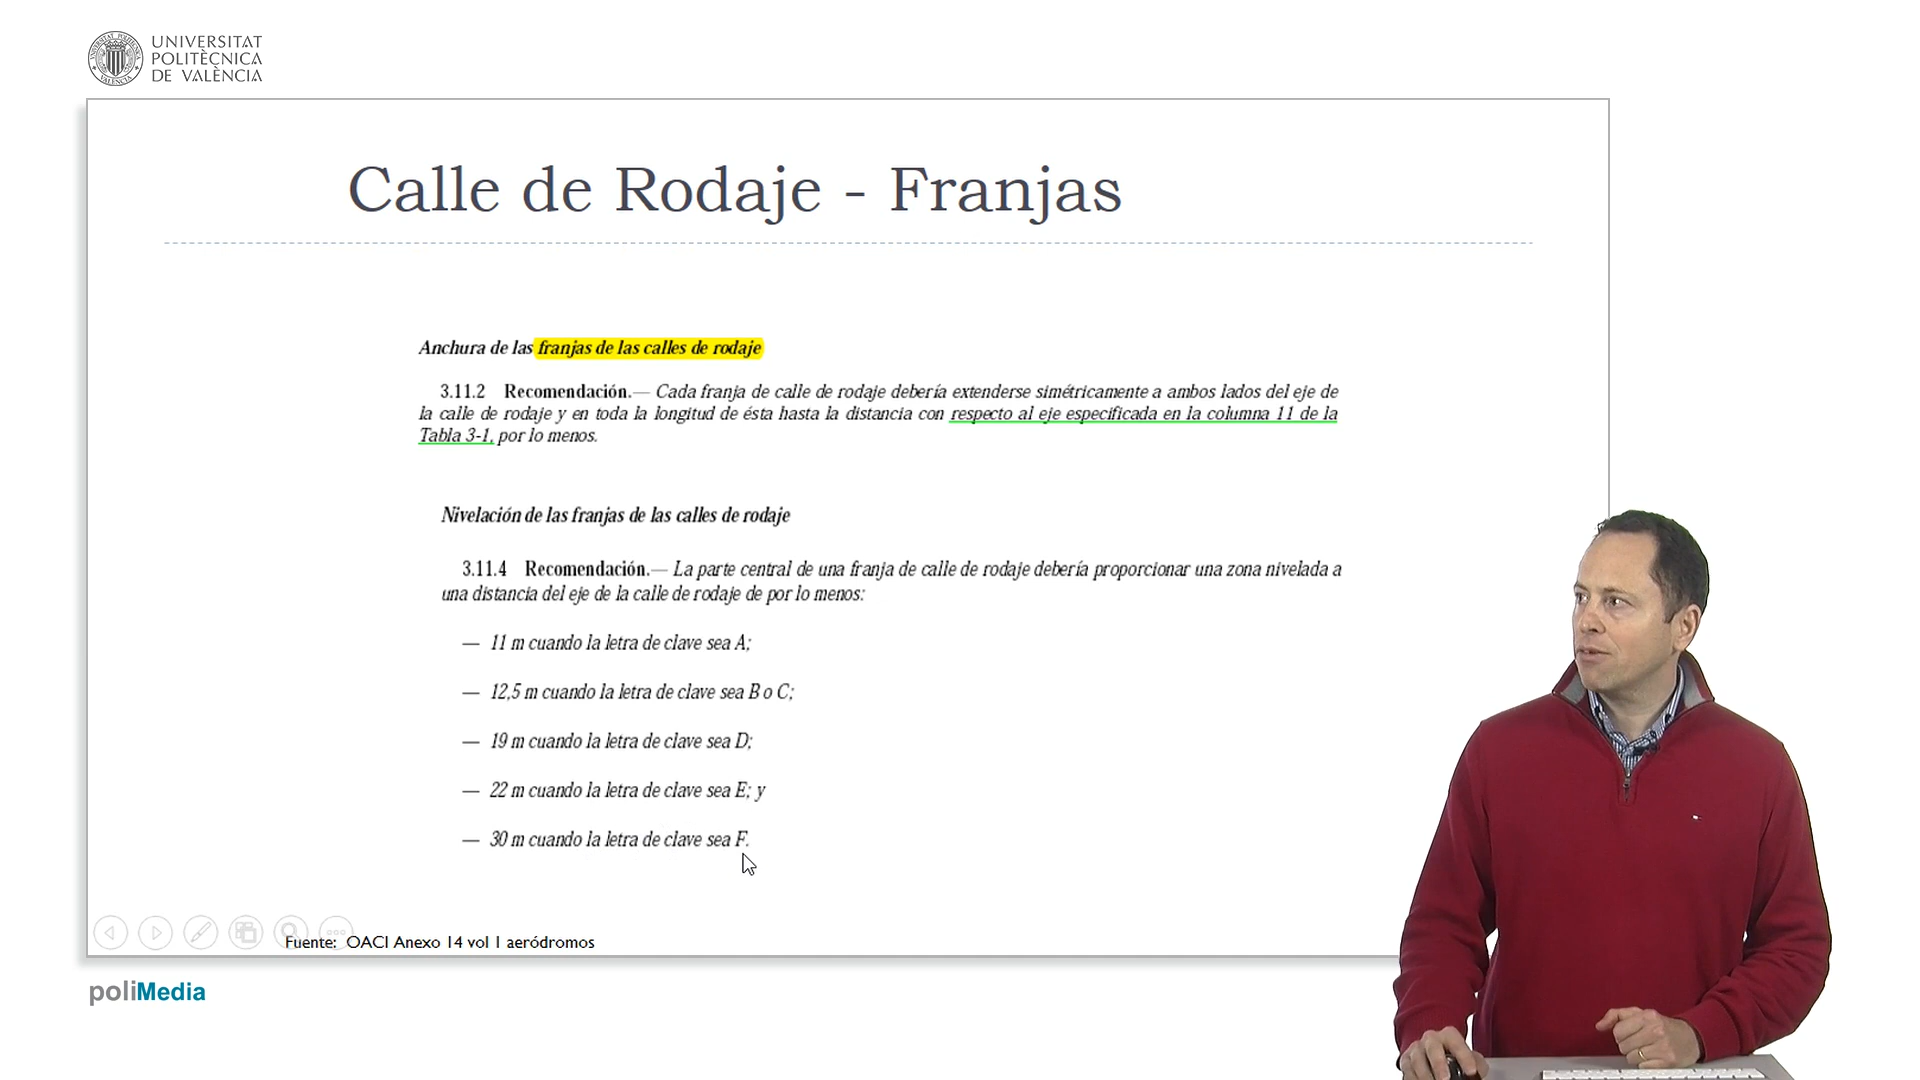 UNIVERSITAT
POLITÈCNICA
DE VALÈNCIA
Calle de Rodaje - Franjas
Anchura de las franjas de las calles de rodaje
3.11.2 Recomendación.— Cada franja de calle de rodaje debería extenderse simétricamente a ambos lados del eje de
la calle de rodaje y en toda la longitud de ésta hasta la distancia con respecto al eje especificada en la columna 11 de la
Tabla 3-1, por lo menos.
Nivelación de las franjas de las calles de rodaje
3.11.4 Recomendación.— La parte central de una franja de calle de rodaje debería proporcionar una zona nivelada a
una distancia del eje de la calle de rodaje de por lo menos:
— 11 m cuando la letra de clave sea A;
— 12,5 m cuando la letra de clave sea B o C;
— 19 m cuando la letra de clave sea D;
— 22 m cuando la letra de clave sea E; y
— 30 m cuando la letra de clave sea F.
Fuente: OACI Anexo 14 vol 1 aeródromos
poliMedia